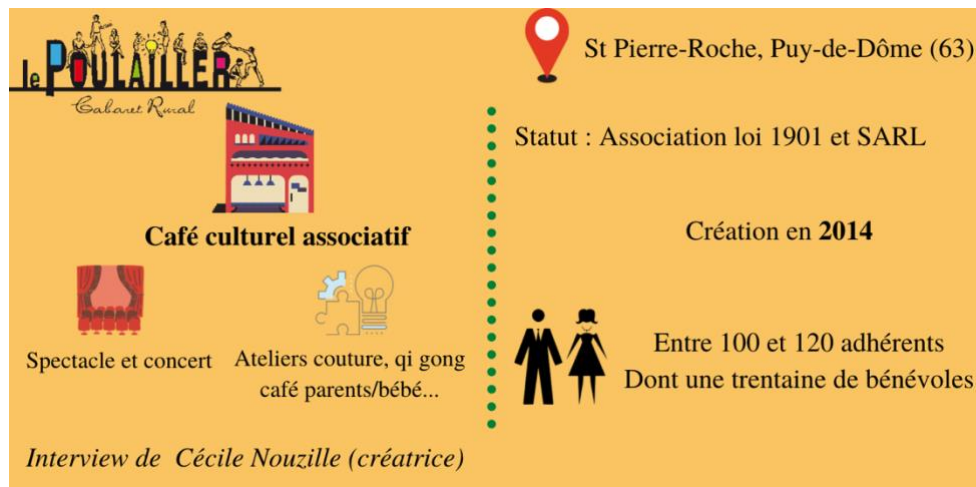 le POULAILLER
Cabaret Rural
Café culturel associatif
Spectacle et concert
Ateliers couture, qi gong
café parents/bébé...
Interview de Cécile Nouzille (créatrice)
St Pierre-Roche, Puy-de-Dôme (63)
Statut : Association loi 1901 et SARL
Création en 2014
Entre 100 et 120 adhérents
Dont une trentaine de bénévoles